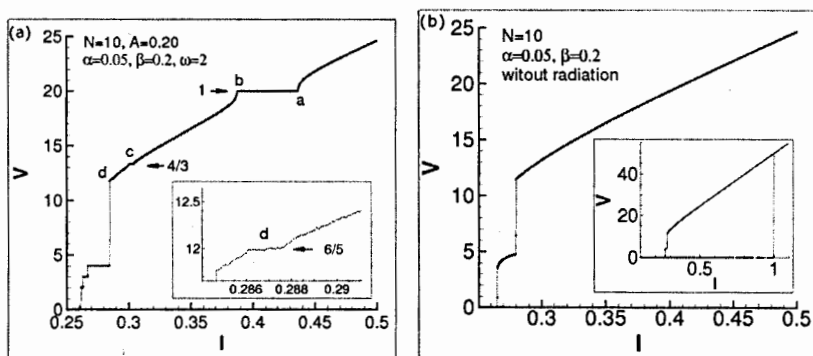 (a)
N=10, A=0.20
α=0.05, β=0.2, ω=2
25
20
15
10
5
0
V
1
b
a
c
4/3
d
12.5
12
d
6/5
0.286
0.288
0.29
0.25
0.3
0.35
0.4
0.45
0.5
I
(b)
N=10
α=0.05, β=0.2
witout radiation
25
20
15
10
5
0
V
40
20
0
V
0.5
1
I
0.3
0.35
0.4
0.45
0.5
I